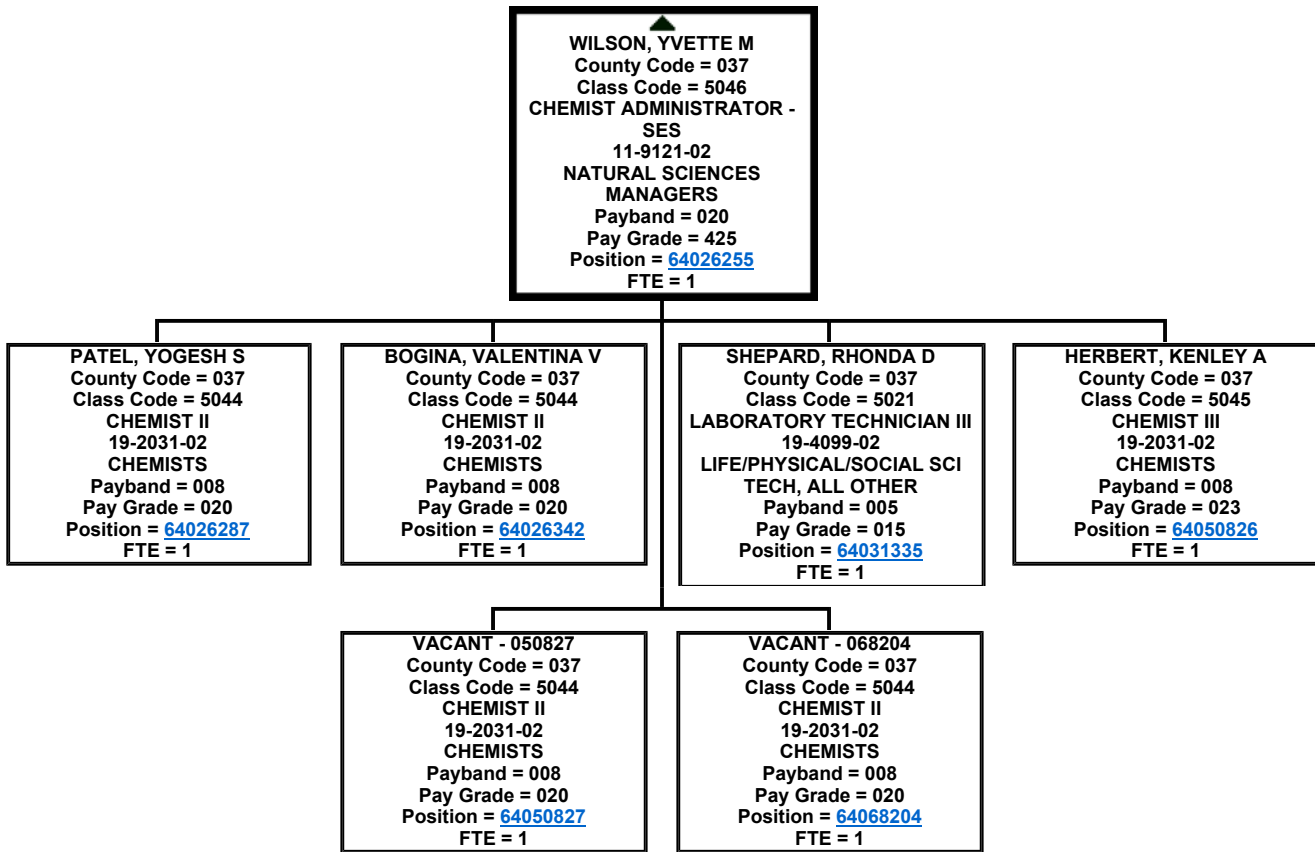 WILSON, YVETTE M
County Code = 037
Class Code = 5046
CHEMIST ADMINISTRATOR -
SES
11-9121-02
NATURAL SCIENCES
MANAGERS
Payband = 020
Pay Grade = 425
Position = 64026255
FTE = 1
PATEL, YOGESH S
County Code = 037
Class Code = 5044
CHEMIST II
19-2031-02
CHEMISTS
Payband = 008
Pay Grade = 020
Position = 64026287
FTE = 1
BOGINA, VALENTINA V
County Code = 037
Class Code = 5044
CHEMIST II
19-2031-02
CHEMISTS
Payband = 008
Pay Grade = 020
Position = 64026342
FTE = 1
SHEPARD, RHONDA D
County Code = 037
Class Code = 5021
LABORATORY TECHNICIAN III
19-4099-02
LIFE/PHYSICAL/SOCIAL SCI
TECH, ALL OTHER
Payband = 005
Pay Grade = 015
Position = 64031335
FTE = 1
HERBERT, KENLEY A
County Code = 037
Class Code = 5045
CHEMIST III
19-2031-02
CHEMISTS
Payband = 008
Pay Grade = 023
Position = 64050826
FTE = 1
VACANT - 050827
County Code = 037
Class Code = 5044
CHEMIST II
19-2031-02
CHEMISTS
Payband = 008
Pay Grade = 020
Position = 64050827
FTE = 1
VACANT - 068204
County Code = 037
Class Code = 5044
CHEMIST II
19-2031-02
CHEMISTS
Payband = 008
Pay Grade = 020
Position = 64068204
FTE = 1